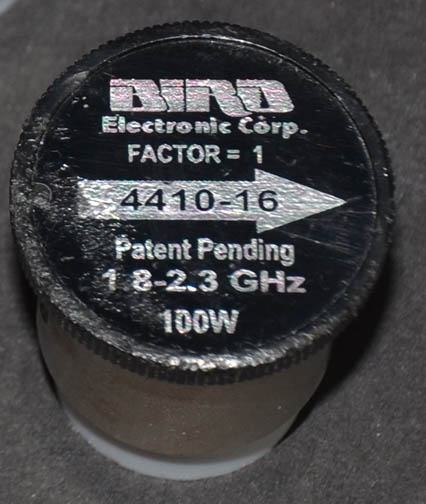 BIRD
Electronic Corp.
FACTOR = 1
4410-16
Patent Pending
1 8-2.3 GHz
100W